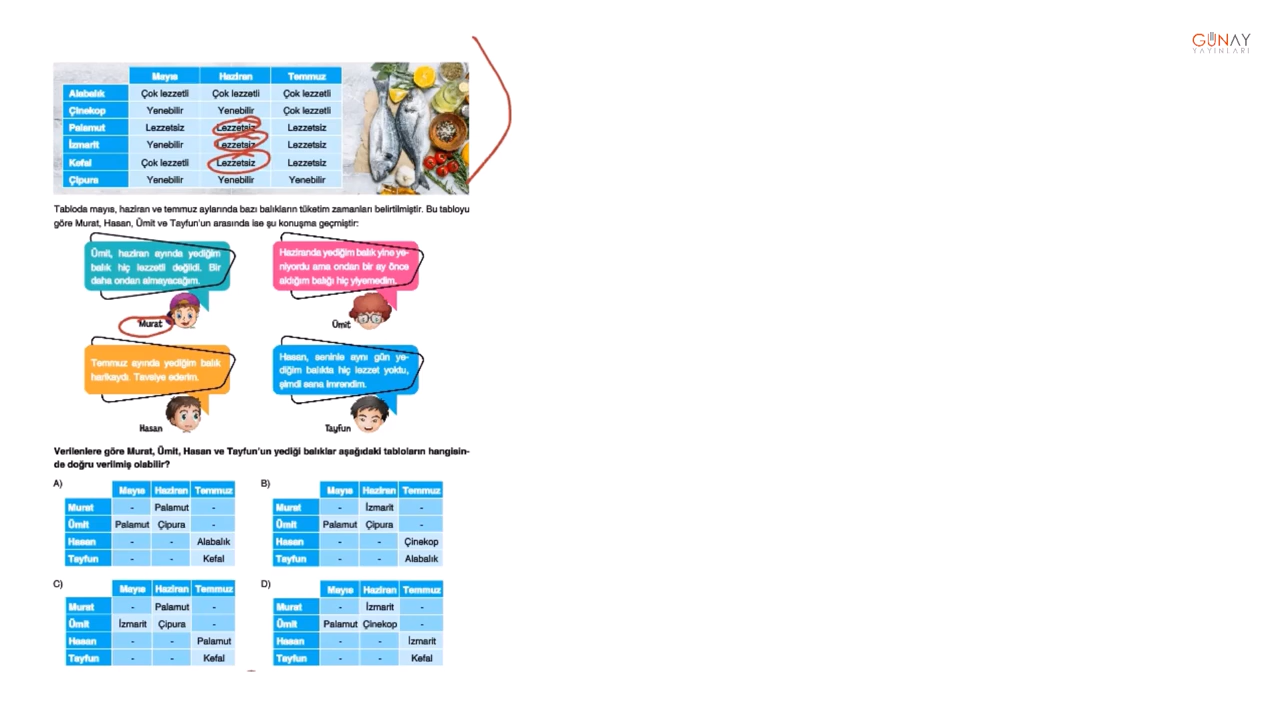 GÜNAY
YAYINLARI
Mayıs Haziran Temmuz
Alabalık Çok lezzetli Çok lezzetli Çok lezzetli
Çinekop Yenebilir Yenebilir Çok lezzetli
Palamut Lezzetsiz Lezzetsiz Lezzetsiz
İzmarit Yenebilir Lezzetsiz Lezzetsiz
Kefal Çok lezzetli Lezzetsiz Lezzetsiz
Çipura Yenebilir Yenebilir Yenebilir
Tabloda mayıs, haziran ve temmuz aylarında bazı balıkların tüketim zamanları belirtilmiştir. Bu tabloyu
göre Murat, Hasan, Ümit ve Tayfun'un arasında ise şu konuşma geçmiştir:
Ümit, haziran ayında yediğim
balık hiç lezzetli değildi. Bir
daha ondan almayacağım.
Murat
Haziranda yediğim balık yine ye-
niyordu ama ondan bir ay önce
aldığım balığı hiç yiyemedim.
Ümit
Temmuz ayında yediğim balık
harikaydı. Tavsiye ederim.
Hasan
Hasan, seninle aynı gün ye-
diğim balıkta hiç lezzet yoktu,
şimdi sana imrendim.
Tayfun
Verilenlere göre Murat, Ümit, Hasan ve Tayfun'un yediği balıklar aşağıdaki tabloların hangisin-
de doğru verilmiş olabilir?
A)
Mayıs Haziran Temmuz
Murat - Palamut -
Ümit Palamut Çipura -
Hasan - - Alabalık
Tayfun - - Kefal
B)
Mayıs Haziran Temmuz
Murat - İzmarit -
Ümit Palamut Çipura -
Hasan - - Çinekop
Tayfun - - Alabalık
C)
Mayıs Haziran Temmuz
Murat - Palamut -
Ümit İzmarit Çipura -
Hasan - - Palamut
Tayfun - - Kefal
D)
Mayıs Haziran Temmuz
Murat - İzmarit -
Ümit Palamut Çinekop -
Hasan - - İzmarit
Tayfun - - Kefal